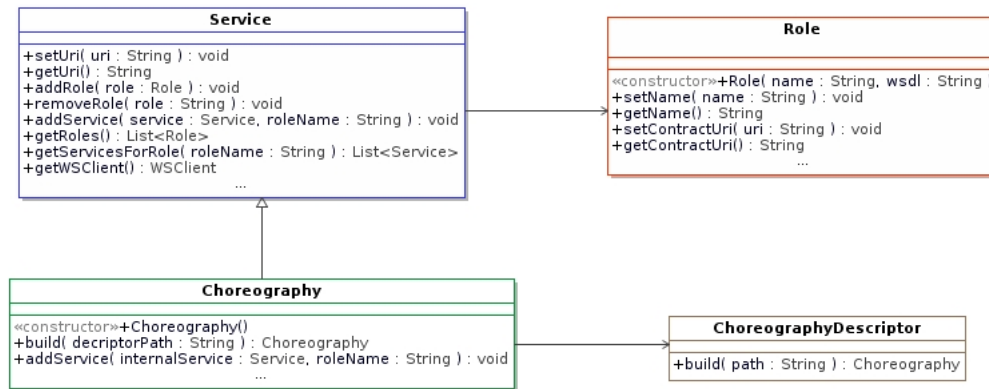 Service
+setUri( uri : String ) : void
+getUri() : String
+addRole( role : Role ) : void
+removeRole( role : String ) : void
+addService( service : Service, roleName : String ) : void
+getRoles() : List<Role>
+getServicesForRole( roleName : String ) : List<Service>
+getWSClient() : WSClient
...
Role
«constructor»+Role( name : String, wsdl : String )
+setName( name : String ) : void
+getName() : String
+setContractUri( uri : String ) : void
+getContractUri() : String
...
Choreography
«constructor»+Choreography()
+build( decriptorPath : String ) : Choreography
+addService( internalService : Service, roleName : String ) : void
...
ChoreographyDescriptor
+build( path : String ) : Choreography